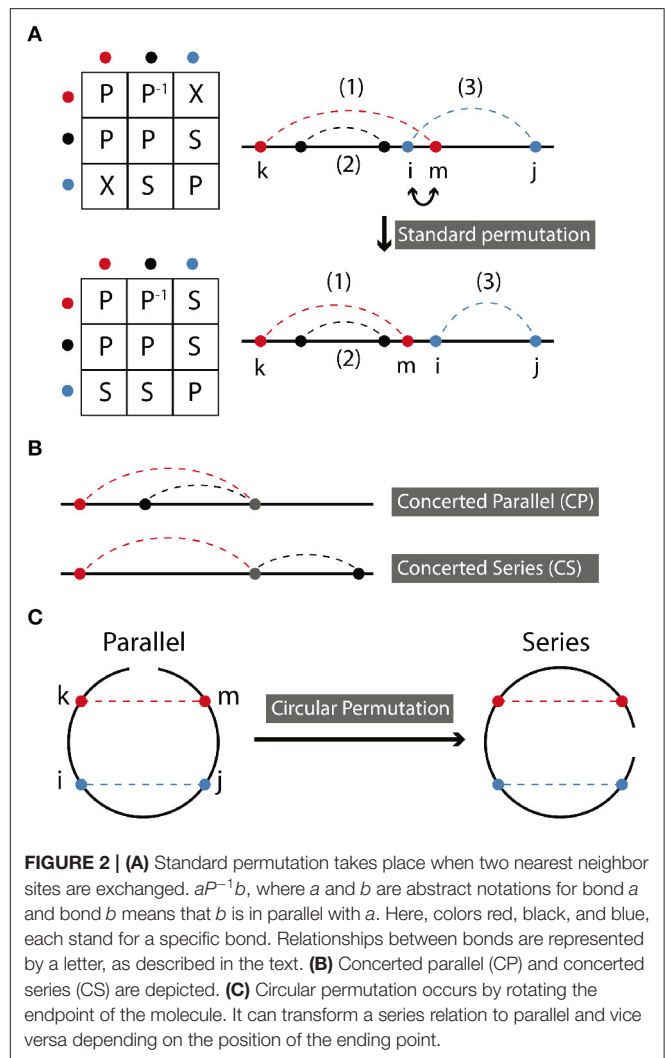 A
P P⁻¹ X
P P S
X S P
(1) (3)
(2)
k i m j
Standard permutation
P P⁻¹ S
P P S
S S P
(1) (3)
(2)
k m i j
B
Concerted Parallel (CP)
Concerted Series (CS)
C
Parallel Series
k m
Circular Permutation
i j
FIGURE 2 | (A) Standard permutation takes place when two nearest neighbor
sites are exchanged. aP⁻¹b, where a and b are abstract notations for bond a
and bond b means that b is in parallel with a. Here, colors red, black, and blue,
each stand for a specific bond. Relationships between bonds are represented
by a letter, as described in the text. (B) Concerted parallel (CP) and concerted
series (CS) are depicted. (C) Circular permutation occurs by rotating the
endpoint of the molecule. It can transform a series relation to parallel and vice
versa depending on the position of the ending point.